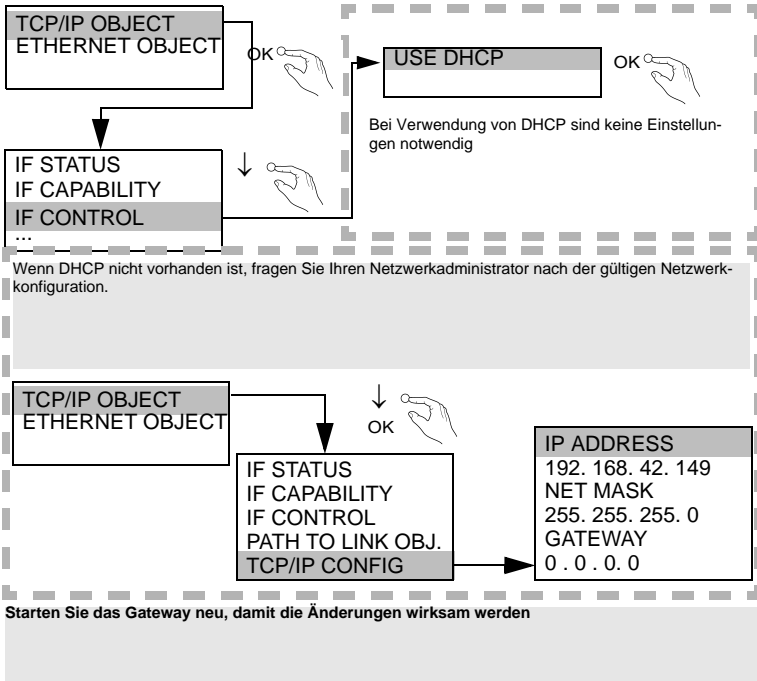 TCP/IP OBJECT
ETHERNET OBJECT
OK
USE DHCP
OK
Bei Verwendung von DHCP sind keine Einstellun-
gen notwendig
IF STATUS
IF CAPABILITY
IF CONTROL
...
↓
Wenn DHCP nicht vorhanden ist, fragen Sie Ihren Netzwerkadministrator nach der gültigen Netzwerk-
konfiguration.
TCP/IP OBJECT
ETHERNET OBJECT
↓
OK
IF STATUS
IF CAPABILITY
IF CONTROL
PATH TO LINK OBJ.
TCP/IP CONFIG
IP ADDRESS
192. 168. 42. 149
NET MASK
255. 255. 255. 0
GATEWAY
0 . 0 . 0. 0
Starten Sie das Gateway neu, damit die Änderungen wirksam werden